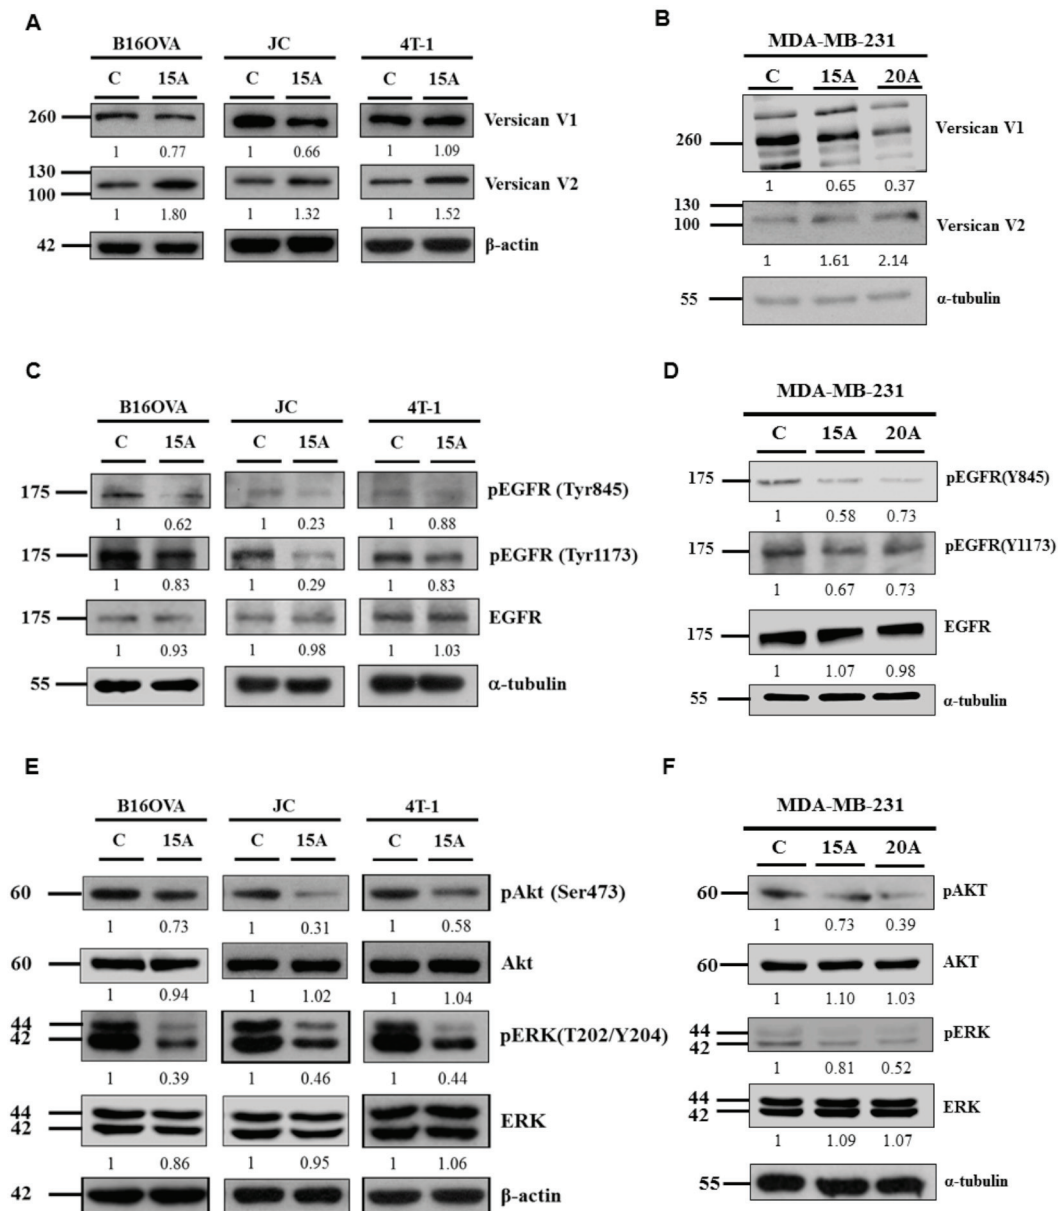 A
B16OVA JC 4T-1
C 15A C 15A C 15A
260 Versican V1
1 0.77 1 0.66 1 1.09
130
100 Versican V2
1 1.80 1 1.32 1 1.52
42 β-actin
B
MDA-MB-231
C 15A 20A
260 Versican V1
1 0.65 0.37
130
100 Versican V2
1 1.61 2.14
55 α-tubulin
C
B16OVA JC 4T-1
C 15A C 15A C 15A
175 pEGFR (Tyr845)
1 0.62 1 0.23 1 0.88
175 pEGFR (Tyr1173)
1 0.83 1 0.29 1 0.83
175 EGFR
1 0.93 1 0.98 1 1.03
55 α-tubulin
D
MDA-MB-231
C 15A 20A
175 pEGFR(Y845)
1 0.58 0.73
175 pEGFR(Y1173)
1 0.67 0.73
175 EGFR
1 1.07 0.98
55 α-tubulin
E
B16OVA JC 4T-1
C 15A C 15A C 15A
60 pAkt (Ser473)
1 0.73 1 0.31 1 0.58
60 Akt
1 0.94 1 1.02 1 1.04
44
42 pERK(T202/Y204)
1 0.39 1 0.46 1 0.44
44
42 ERK
1 0.86 1 0.95 1 1.06
42 β-actin
F
MDA-MB-231
C 15A 20A
60 pAKT
1 0.73 0.39
60 AKT
1 1.10 1.03
44
42 pERK
1 0.81 0.52
44
42 ERK
1 1.09 1.07
55 α-tubulin